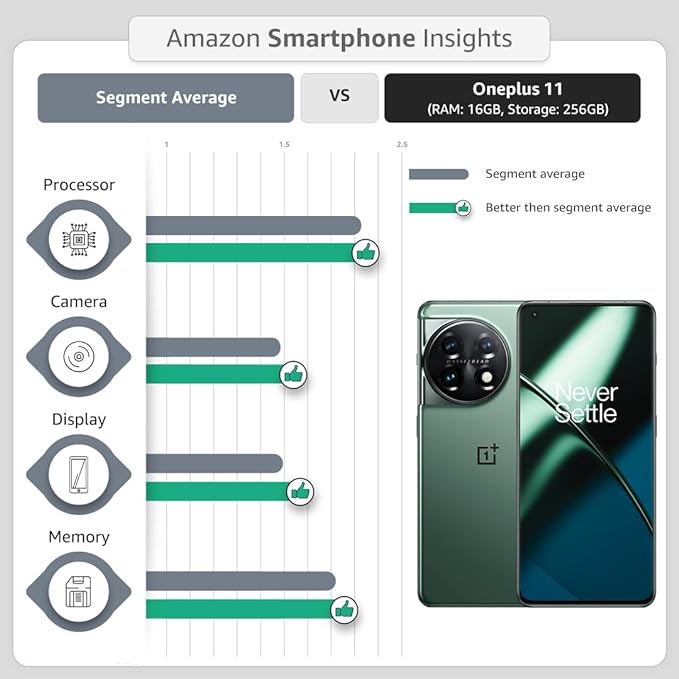 Amazon Smartphone Insights
Segment Average
VS
Oneplus 11
(RAM: 16GB, Storage: 256GB)
1
1.5
2.5
Segment average
Better then segment average
Processor
Camera
Display
Memory
HASSELBLAD
Never
Settle
1+